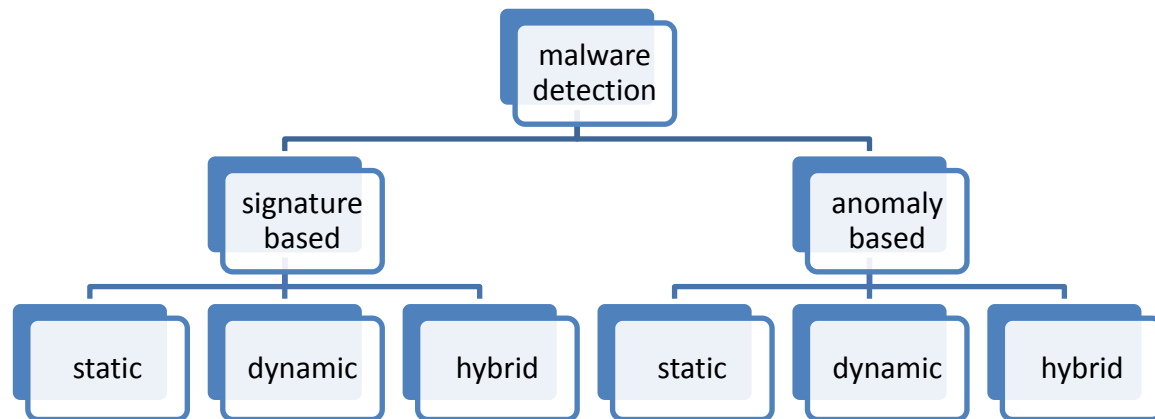 malware
detection
signature
based
anomaly
based
static
dynamic
hybrid
static
dynamic
hybrid